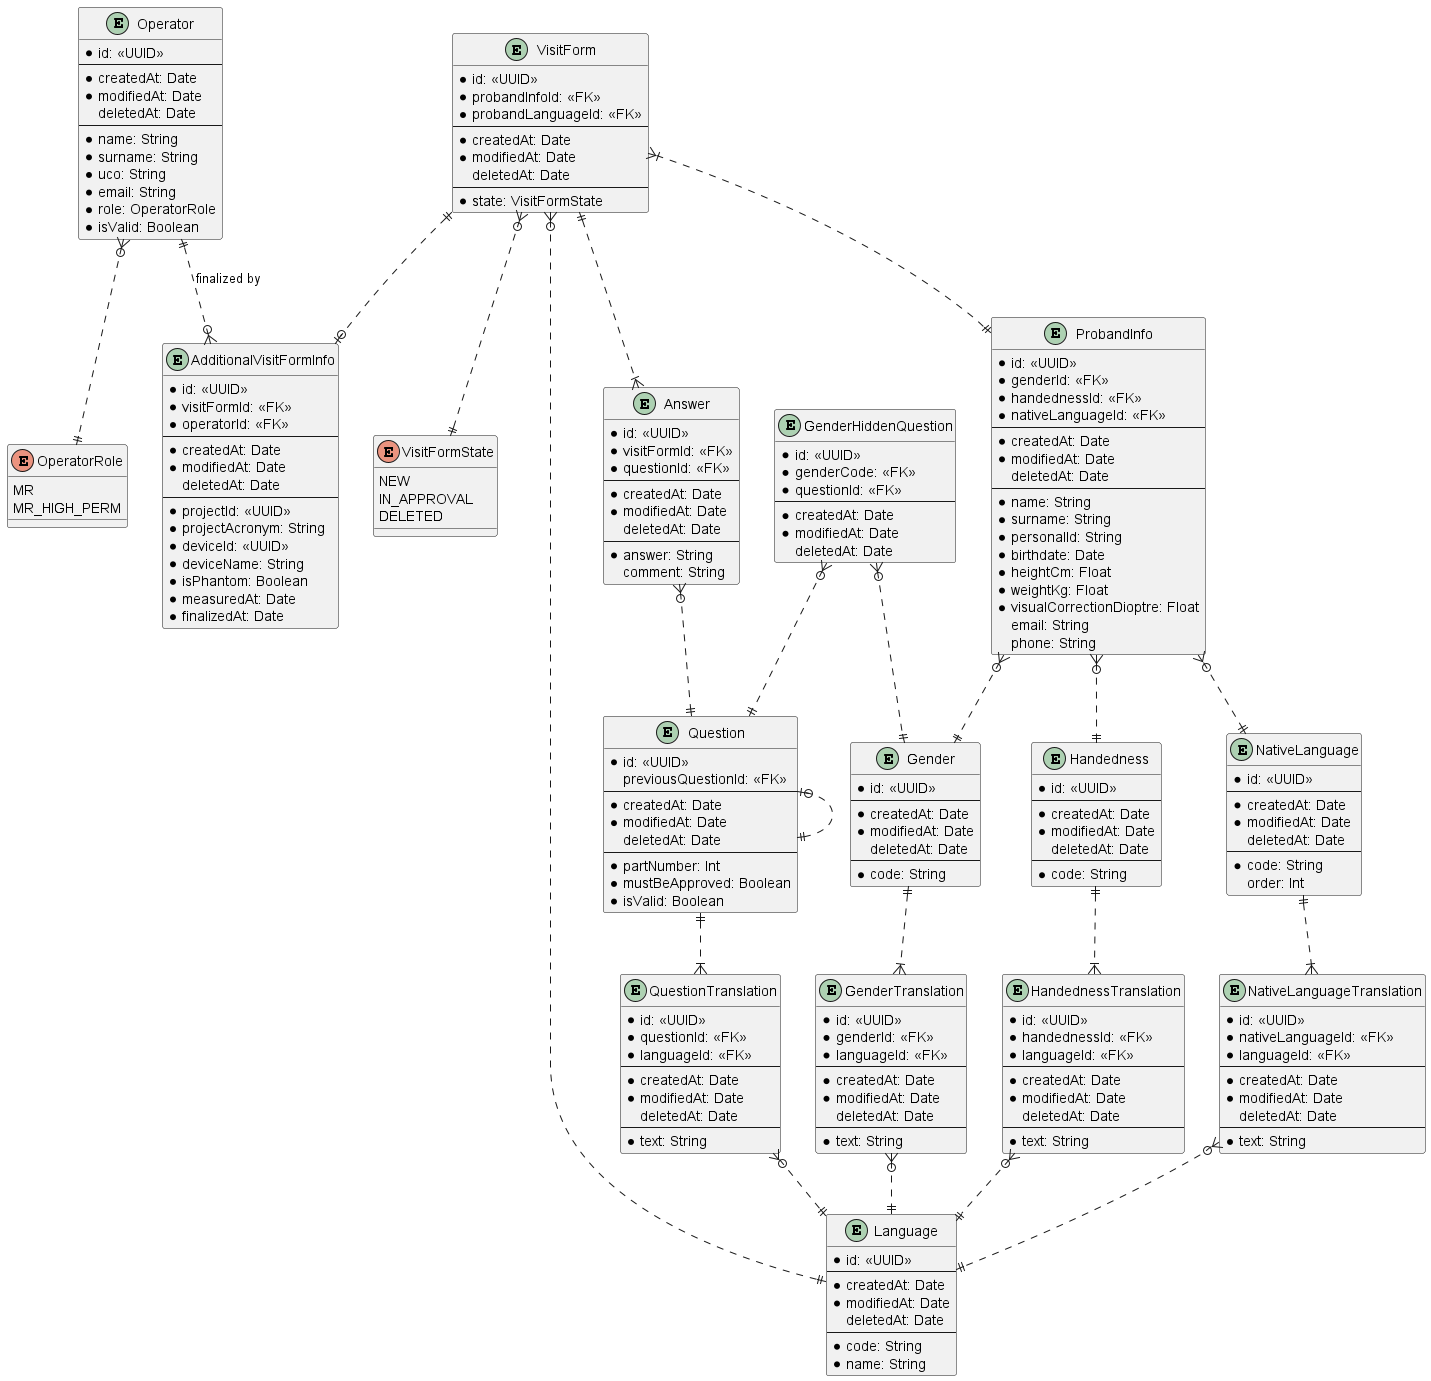 E Operator
id: «UUID»
createdAt: Date
modifiedAt: Date
deletedAt: Date
name: String
surname: String
uco: String
email: String
role: OperatorRole
isValid: Boolean
E VisitForm
id: «UUID»
probandInfoId: «FK»
probandLanguageId: «FK»
createdAt: Date
modifiedAt: Date
deletedAt: Date
state: VisitFormState
finalized by
E AdditionalVisitFormInfo
id: «UUID»
visitFormId: «FK»
operatorId: «FK»
createdAt: Date
modifiedAt: Date
deletedAt: Date
projectId: «UUID»
projectAcronym: String
deviceId: «UUID»
deviceName: String
isPhantom: Boolean
measuredAt: Date
finalizedAt: Date
E OperatorRole
MR
MR_HIGH_PERM
E VisitFormState
NEW
IN_APPROVAL
DELETED
E Answer
id: «UUID»
visitFormId: «FK»
questionId: «FK»
createdAt: Date
modifiedAt: Date
deletedAt: Date
answer: String
comment: String
E GenderHiddenQuestion
id: «UUID»
genderCode: «FK»
questionId: «FK»
createdAt: Date
modifiedAt: Date
deletedAt: Date
E ProbandInfo
id: «UUID»
genderId: «FK»
handednessId: «FK»
nativeLanguageId: «FK»
createdAt: Date
modifiedAt: Date
deletedAt: Date
name: String
surname: String
personalId: String
birthdate: Date
heightCm: Float
weightKg: Float
visualCorrectionDioptre: Float
email: String
phone: String
E Question
id: «UUID»
previousQuestionId: «FK»
createdAt: Date
modifiedAt: Date
deletedAt: Date
partNumber: Int
mustBeApproved: Boolean
isValid: Boolean
E Gender
id: «UUID»
createdAt: Date
modifiedAt: Date
deletedAt: Date
code: String
E Handedness
id: «UUID»
createdAt: Date
modifiedAt: Date
deletedAt: Date
code: String
E NativeLanguage
id: «UUID»
createdAt: Date
modifiedAt: Date
deletedAt: Date
code: String
order: Int
E QuestionTranslation
id: «UUID»
questionId: «FK»
languageId: «FK»
createdAt: Date
modifiedAt: Date
deletedAt: Date
text: String
E GenderTranslation
id: «UUID»
genderId: «FK»
languageId: «FK»
createdAt: Date
modifiedAt: Date
deletedAt: Date
text: String
E HandednessTranslation
id: «UUID»
handednessId: «FK»
languageId: «FK»
createdAt: Date
modifiedAt: Date
deletedAt: Date
text: String
E NativeLanguageTranslation
id: «UUID»
nativeLanguageId: «FK»
languageId: «FK»
createdAt: Date
modifiedAt: Date
deletedAt: Date
text: String
E Language
id: «UUID»
createdAt: Date
modifiedAt: Date
deletedAt: Date
code: String
name: String